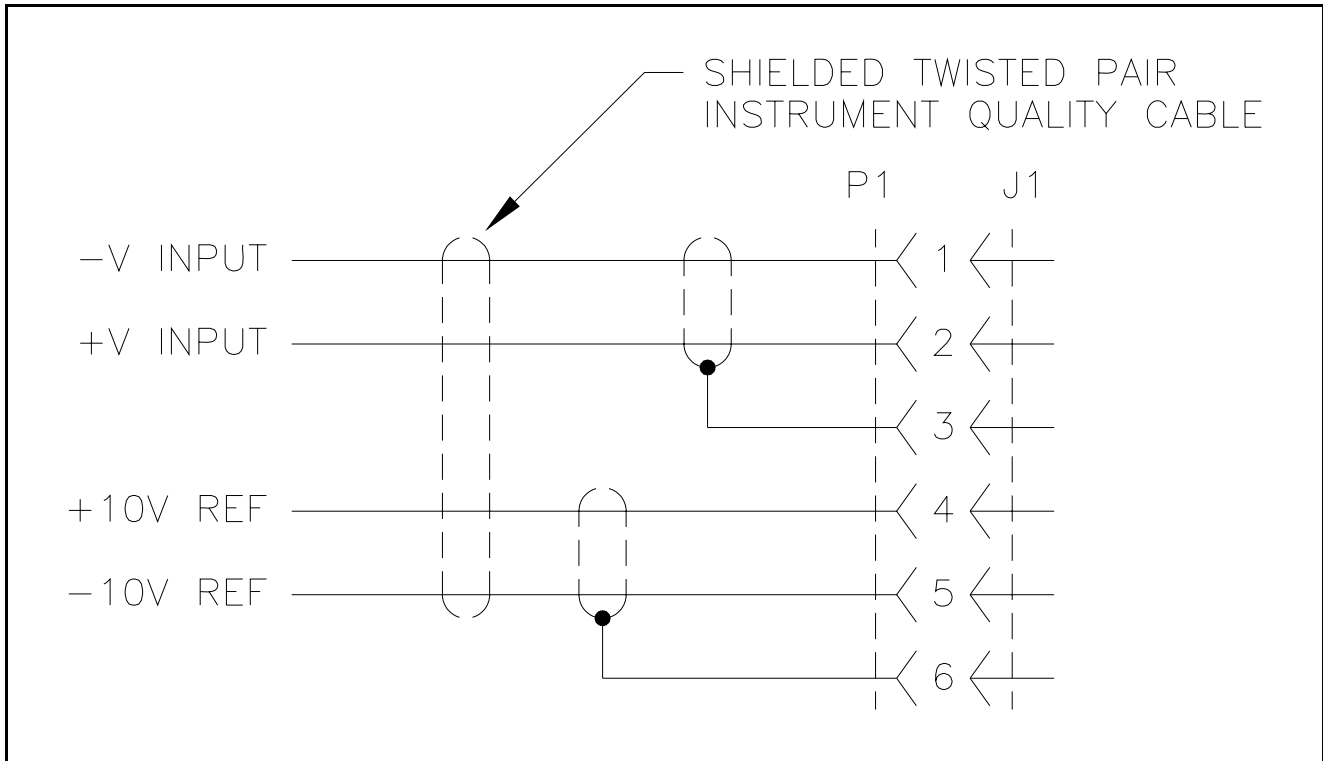 SHIELDED TWISTED PAIR
INSTRUMENT QUALITY CABLE
P1 J1
-V INPUT 1
+V INPUT 2
3
+10V REF 4
-10V REF 5
6